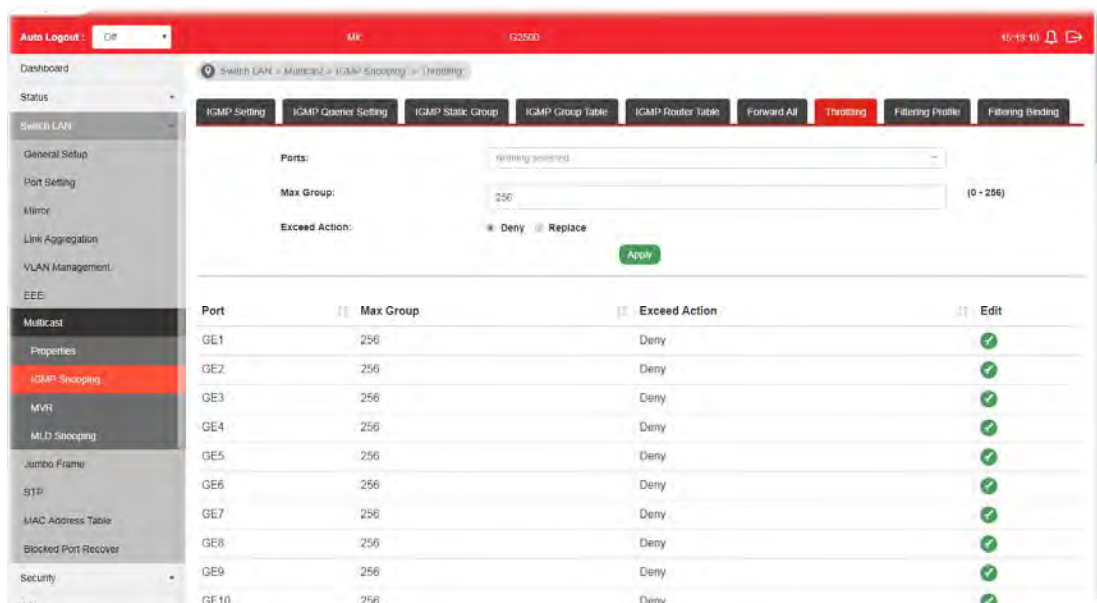 Auto Logout : Off 15:13:10
Dashboard
Switch LAN > Multicast > IGMP Snooping > Throttling
Status
IGMP Setting IGMP Querier Setting IGMP Static Group IGMP Group Table IGMP Router Table Forward All Throttling Filtering Profile Filtering Binding
Switch LAN
General Setup
Ports: Nothing selected
Port Setting
Max Group: 256 (0 - 256)
Mirror
Exceed Action: Deny Replace
Link Aggregation
Apply
VLAN Management
EEE
Port Max Group Exceed Action Edit
Multicast
GE1 256 Deny
Properties
GE2 256 Deny
IGMP Snooping
GE3 256 Deny
MVR
GE4 256 Deny
MLD Snooping
GE5 256 Deny
Jumbo Frame
GE6 256 Deny
STP
GE7 256 Deny
MAC Address Table
GE8 256 Deny
Blocked Port Recover
GE9 256 Deny
Security
GE10 256 Deny